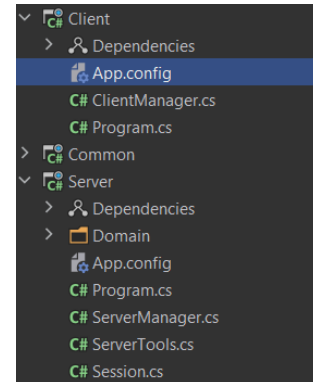 C# Client
Dependencies
App.config
C# ClientManager.cs
C# Program.cs
C# Common
C# Server
Dependencies
Domain
App.config
C# Program.cs
C# ServerManager.cs
C# ServerTools.cs
C# Session.cs